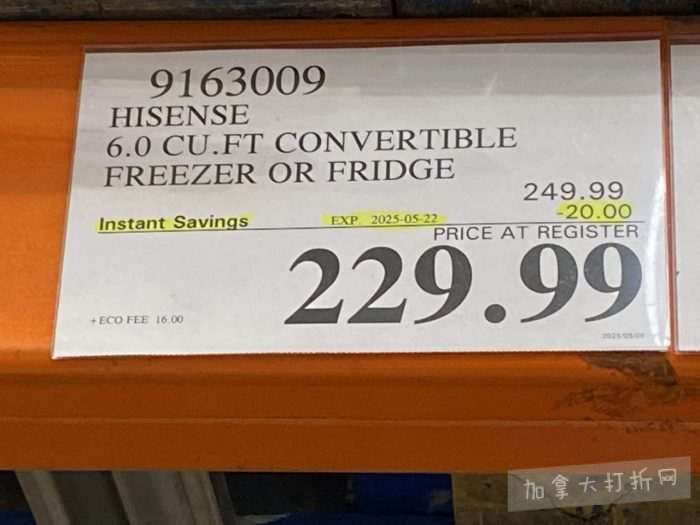 9163009
HISENSE
6.0 CU.FT CONVERTIBLE
FREEZER OR FRIDGE
249.99
Instant Savings EXP. 2025-05-22 -20.00
PRICE AT REGISTER
229.99
+ECO FEE 16.00
加拿大打折网